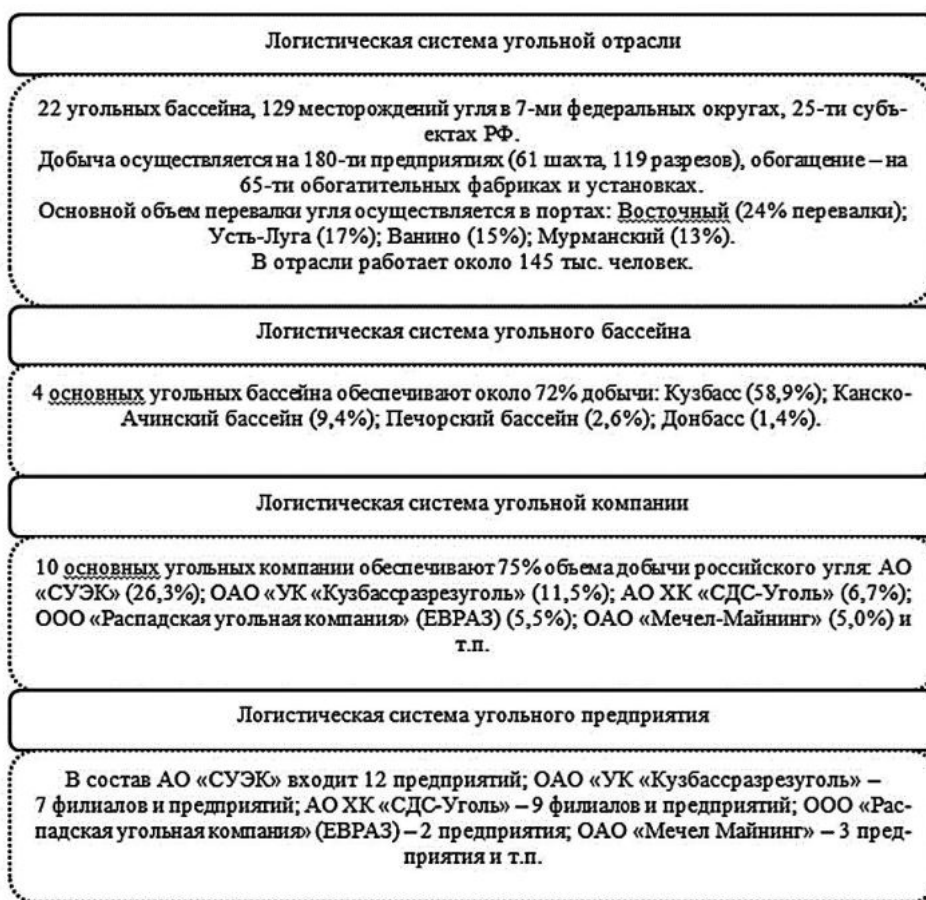 Логистическая система угольной отрасли
22 угольных бассейна, 129 месторождений угля в 7-ми федеральных округах, 25-ти субъ-
ектах РФ.
Добыча осуществляется на 180-ти предприятиях (61 шахта, 119 разрезов), обогащение – на
65-ти обогатительных фабриках и установках.
Основной объем перевалки угля осуществляется в портах: Восточный (24% перевалки);
Усть-Луга (17%); Ванино (15%); Мурманский (13%).
В отрасли работает около 145 тыс. человек.
Логистическая система угольного бассейна
4 основных угольных бассейна обеспечивают около 72% добычи: Кузбасс (58,9%); Канско-
Ачинский бассейн (9,4%); Печорский бассейн (2,6%); Донбасс (1,4%).
Логистическая система угольной компании
10 основных угольных компании обеспечивают 75% объема добычи российского угля: АО
«СУЭК» (26,3%); ОАО «УК «Кузбассразрезуголь» (11,5%); АО ХК «СДС-Уголь» (6,7%);
ООО «Распадская угольная компания» (ЕВРАЗ) (5,5%); ОАО «Мечел-Майнинг» (5,0%) и
т.п.
Логистическая система угольного предприятия
В состав АО «СУЭК» входит 12 предприятий; ОАО «УК «Кузбассразрезуголь» –
7 филиалов и предприятий; АО ХК «СДС-Уголь» – 9 филиалов и предприятий; ООО «Рас-
падская угольная компания» (ЕВРАЗ) – 2 предприятия; ОАО «Мечел Майнинг» – 3 пред-
приятия и т.п.